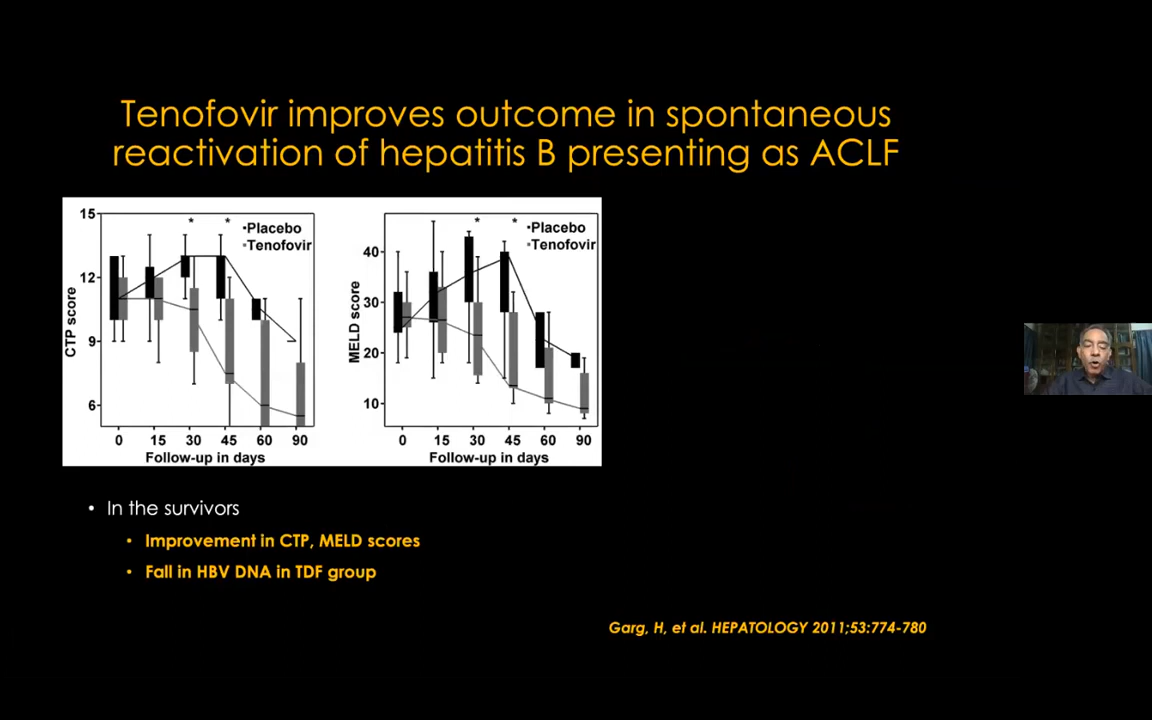 Tenofovir improves outcome in spontaneous
reactivation of hepatitis B presenting as ACLF
15
12
9
6
CTP score
* *
Placebo
Tenofovir
0 15 30 45 60 90
Follow-up in days
40
30
20
10
MELD score
* *
Placebo
Tenofovir
0 15 30 45 60 90
Follow-up in days
• In the survivors
• Improvement in CTP, MELD scores
• Fall in HBV DNA in TDF group
Garg, H, et al. HEPATOLOGY 2011;53:774-780